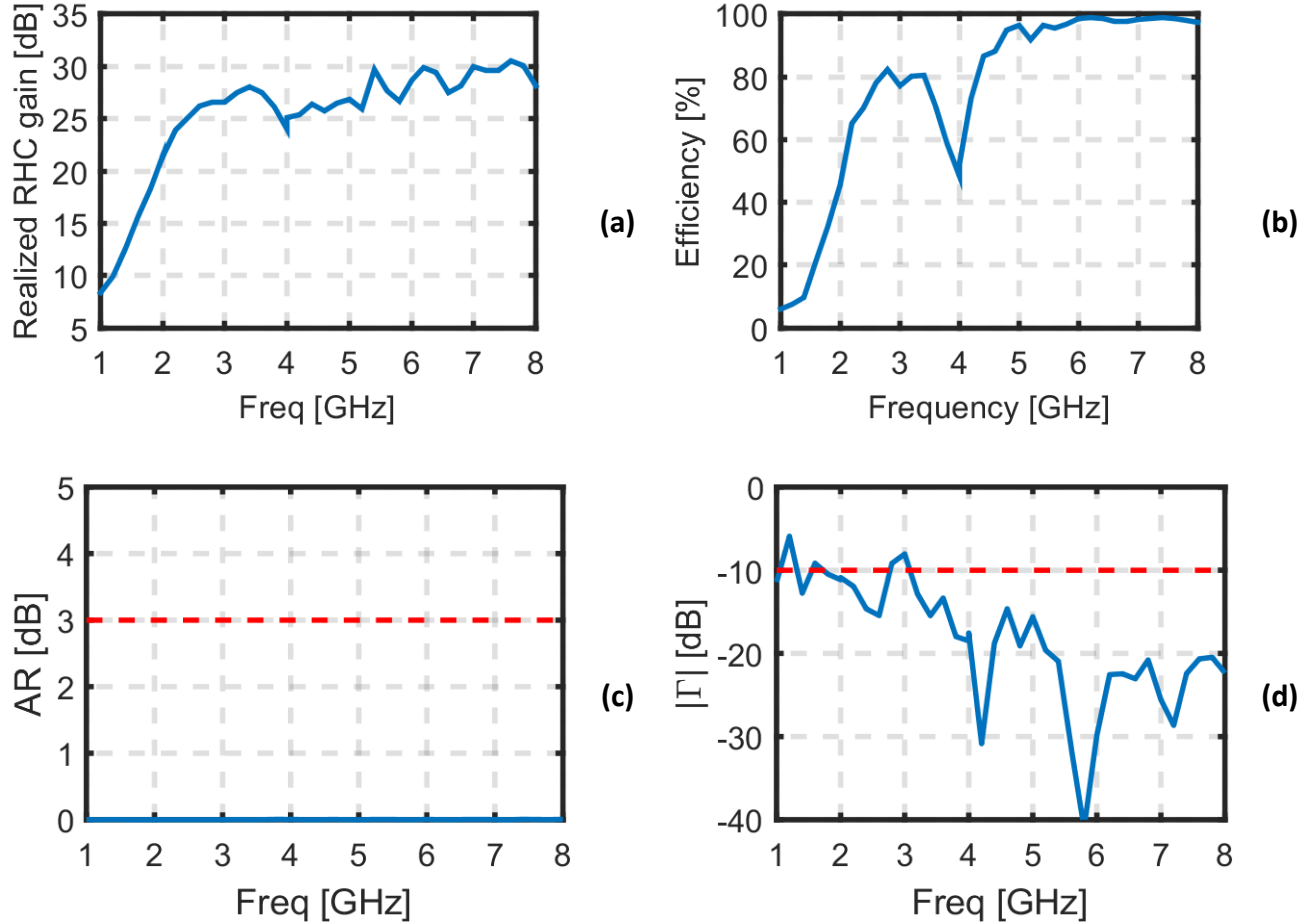 Realized RHC gain [dB]
35
30
25
20
15
10
5
1 2 3 4 5 6 7 8
Freq [GHz]
(a)
Efficiency [%]
100
80
60
40
20
0
1 2 3 4 5 6 7 8
Frequency [GHz]
(b)
AR [dB]
5
4
3
2
1
0
1 2 3 4 5 6 7 8
Freq [GHz]
(c)
|Γ| [dB]
0
-10
-20
-30
-40
1 2 3 4 5 6 7 8
Freq [GHz]
(d)